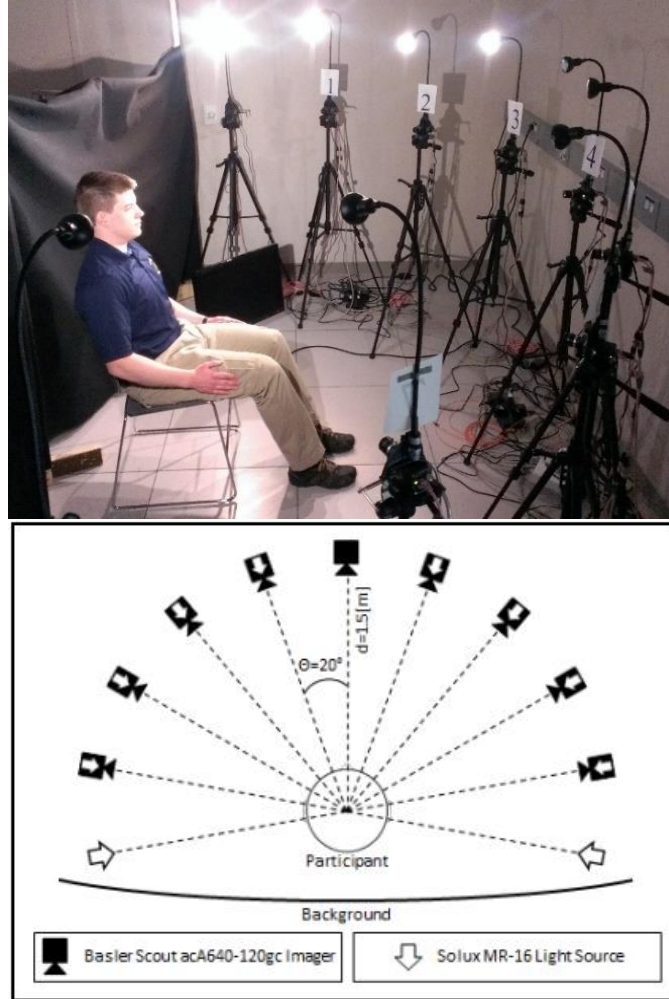 1
2
3
4
d=1.5[m]
Θ=20°
Participant
Background
Basler Scout acA640-120gc Imager
Solux MR-16 Light Source